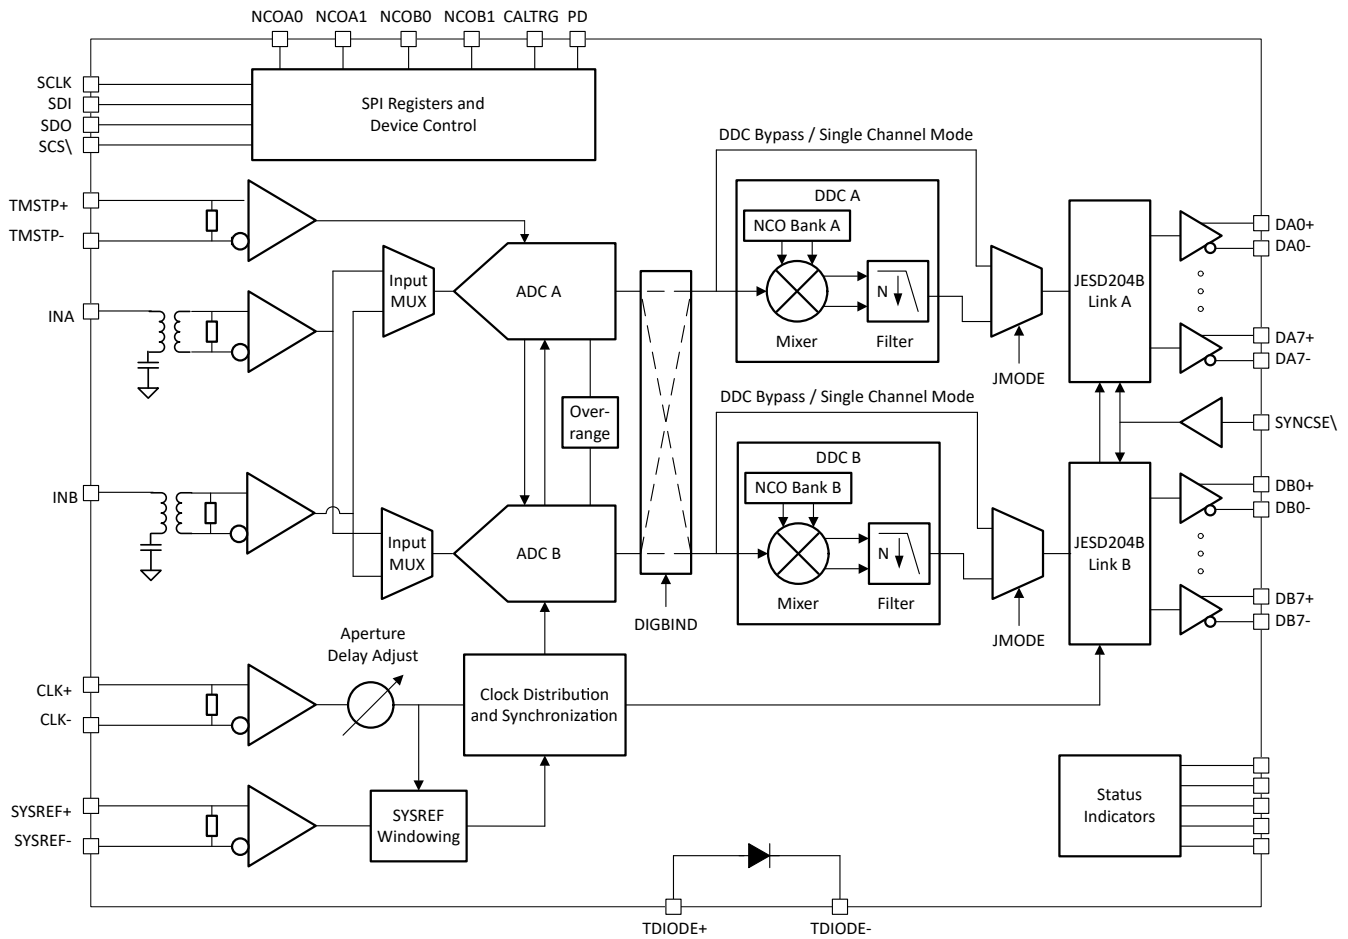 NCOA0 NCOA1 NCOB0 NCOB1 CALTRG PD
SCLK
SDI
SDO
SCS\
SPI Registers and
Device Control
DDC Bypass / Single Channel Mode
TMSTP+
TMSTP-
DDC A
NCO Bank A
Mixer
N
Filter
INA
Input
MUX
ADC A
JMODE
JESD204B
Link A
DA0+
DA0-
DA7+
DA7-
Over-
range
DDC Bypass / Single Channel Mode
SYNCSE\
DDC B
NCO Bank B
Mixer
N
Filter
INB
Input
MUX
ADC B
DIGBIND
JMODE
JESD204B
Link B
DB0+
DB0-
DB7+
DB7-
Aperture
Delay Adjust
CLK+
CLK-
Clock Distribution
and Synchronization
SYSREF+
SYSREF-
SYSREF
Windowing
Status
Indicators
TDIODE+
TDIODE-